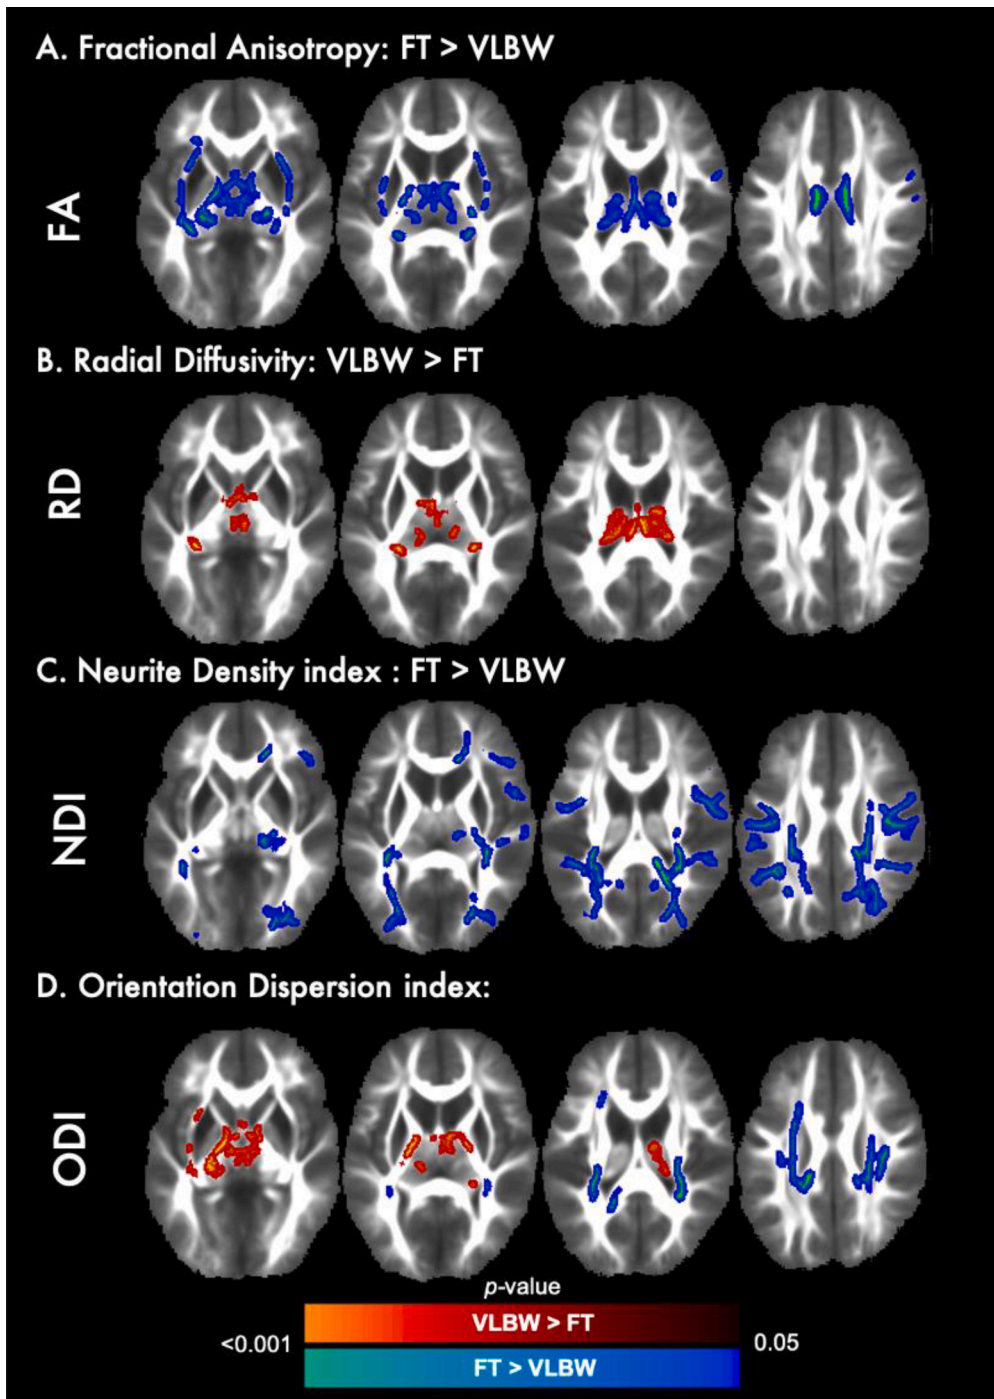 A. Fractional Anisotropy: FT > VLBW
FA
B. Radial Diffusivity: VLBW > FT
RD
C. Neurite Density index : FT > VLBW
NDI
D. Orientation Dispersion index:
ODI
p-value
<0.001
VLBW > FT
0.05
FT > VLBW